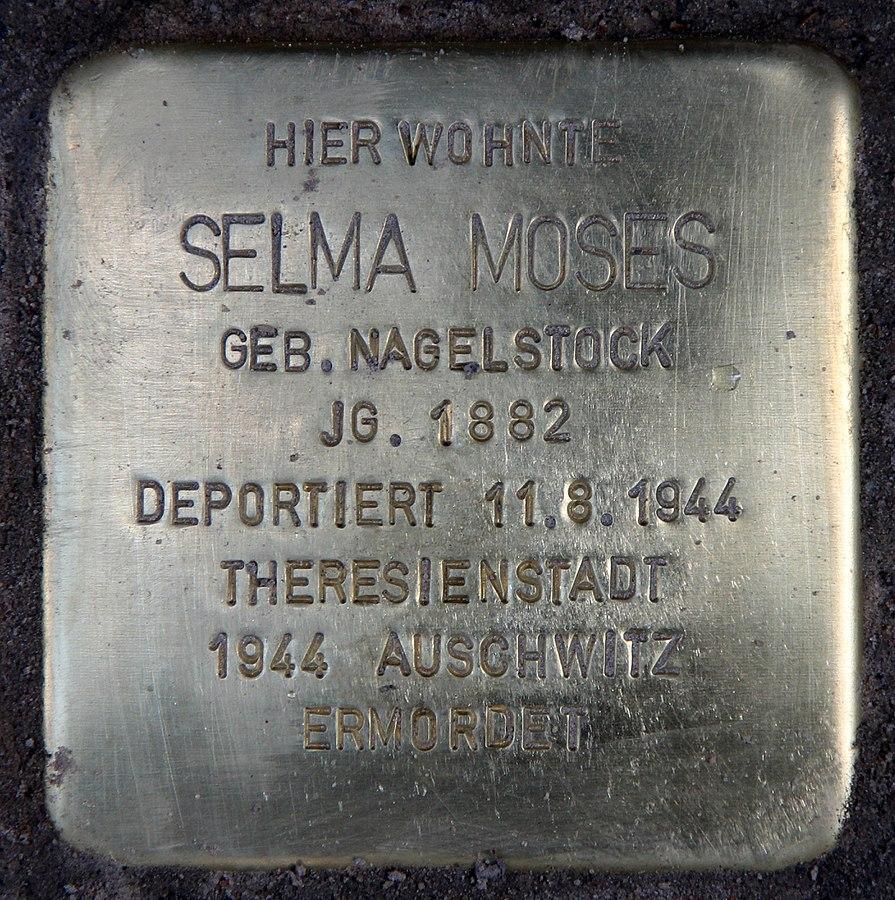 HIER WOHNTE
SELMA MOSES
GEB. NAGELSTOCK
JG. 1882
DEPORTIERT 11.8.1944
THERESIENSTADT
1944 AUSCHWITZ
ERMORDET